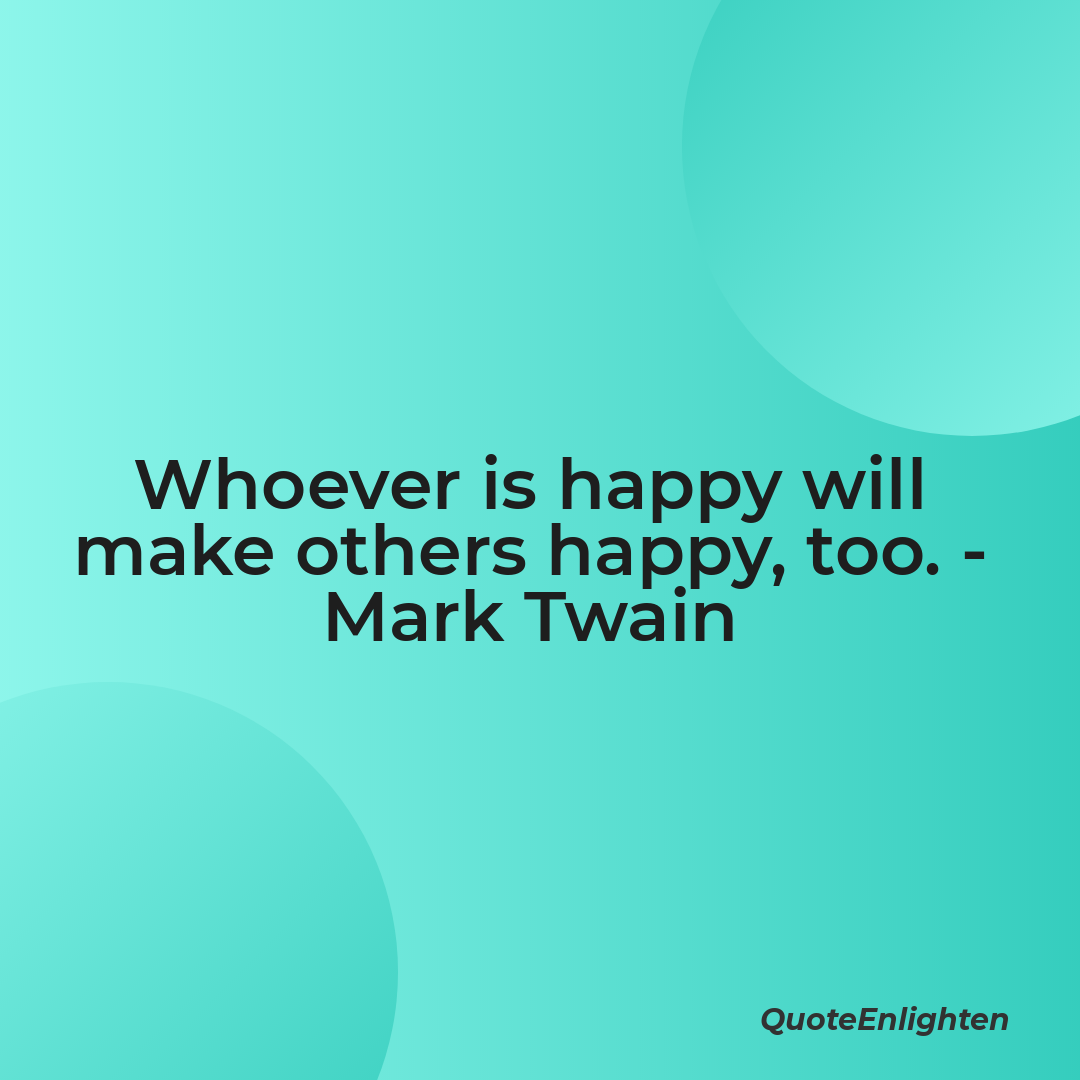 Whoever is happy will
make others happy, too. -
Mark Twain
QuoteEnlighten